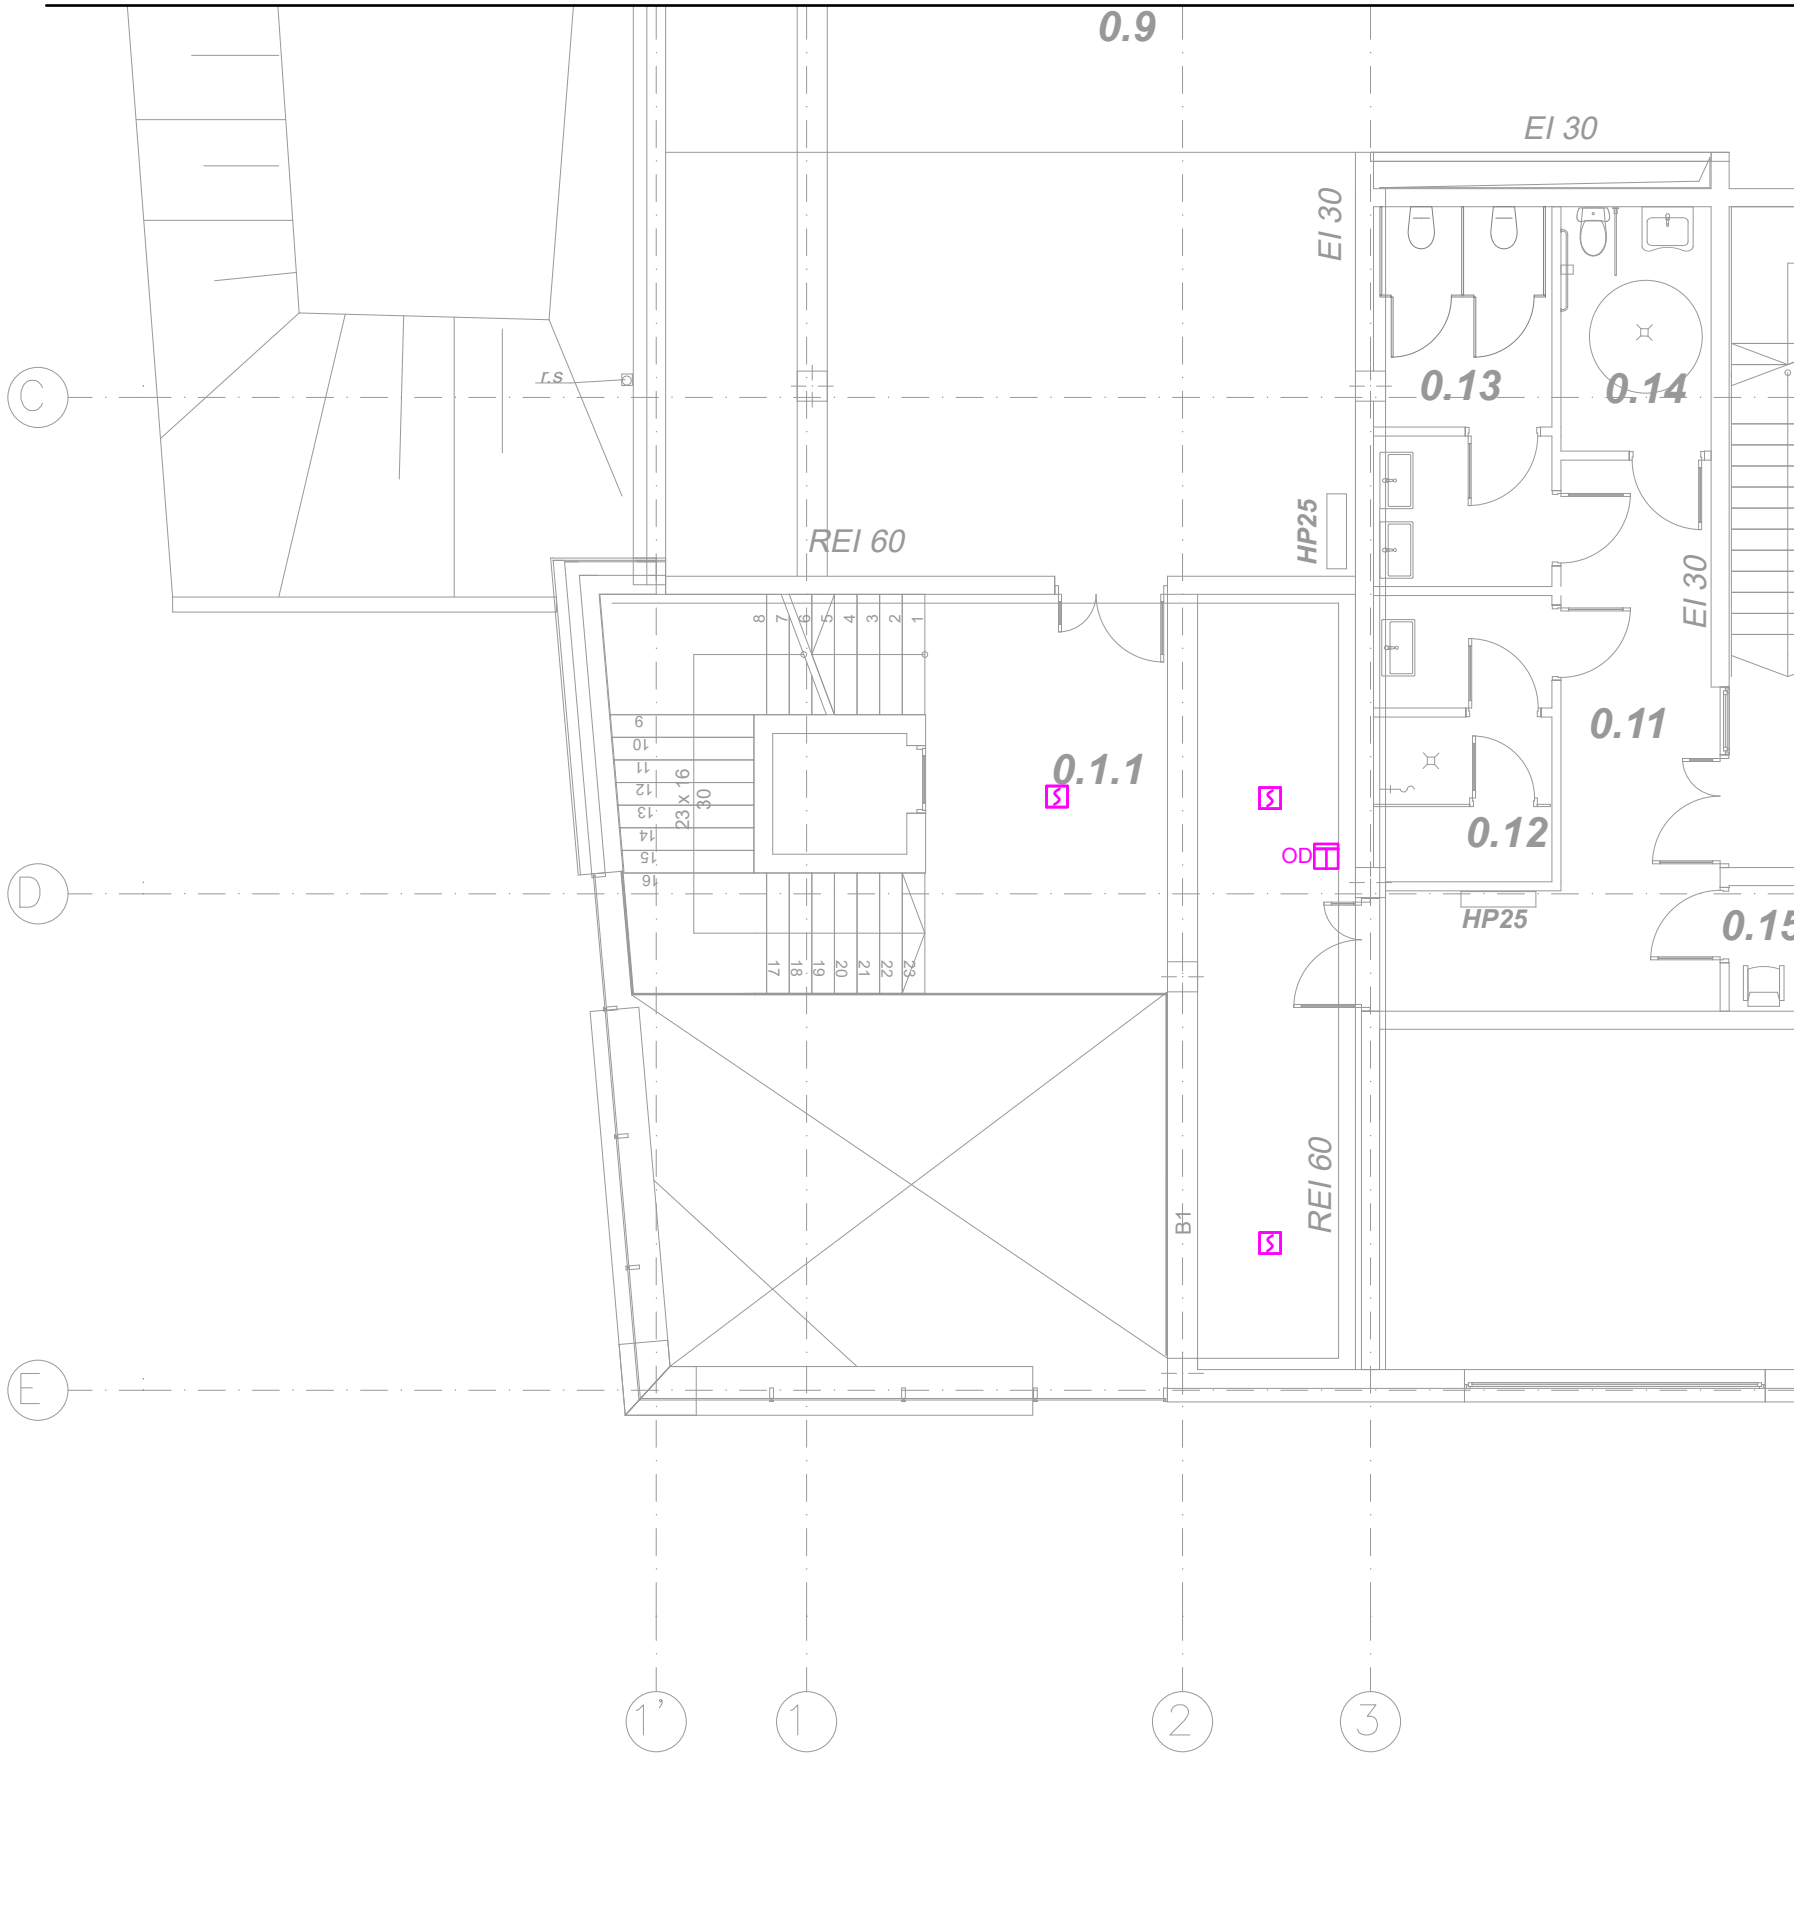 0.9
EI 30
EI 30
r.s
C
0.13
0.14
HP25
REI 60
EI 30
8 7 6 5 4 3 2 1
9
10
11
12
13
14
15
16
23 x 16
30
0.1.1
0.11
0.12
OD
D
HP25
0.15
17 18 19 20 21 22 23
REI 60
B1
E
1' 1 2 3